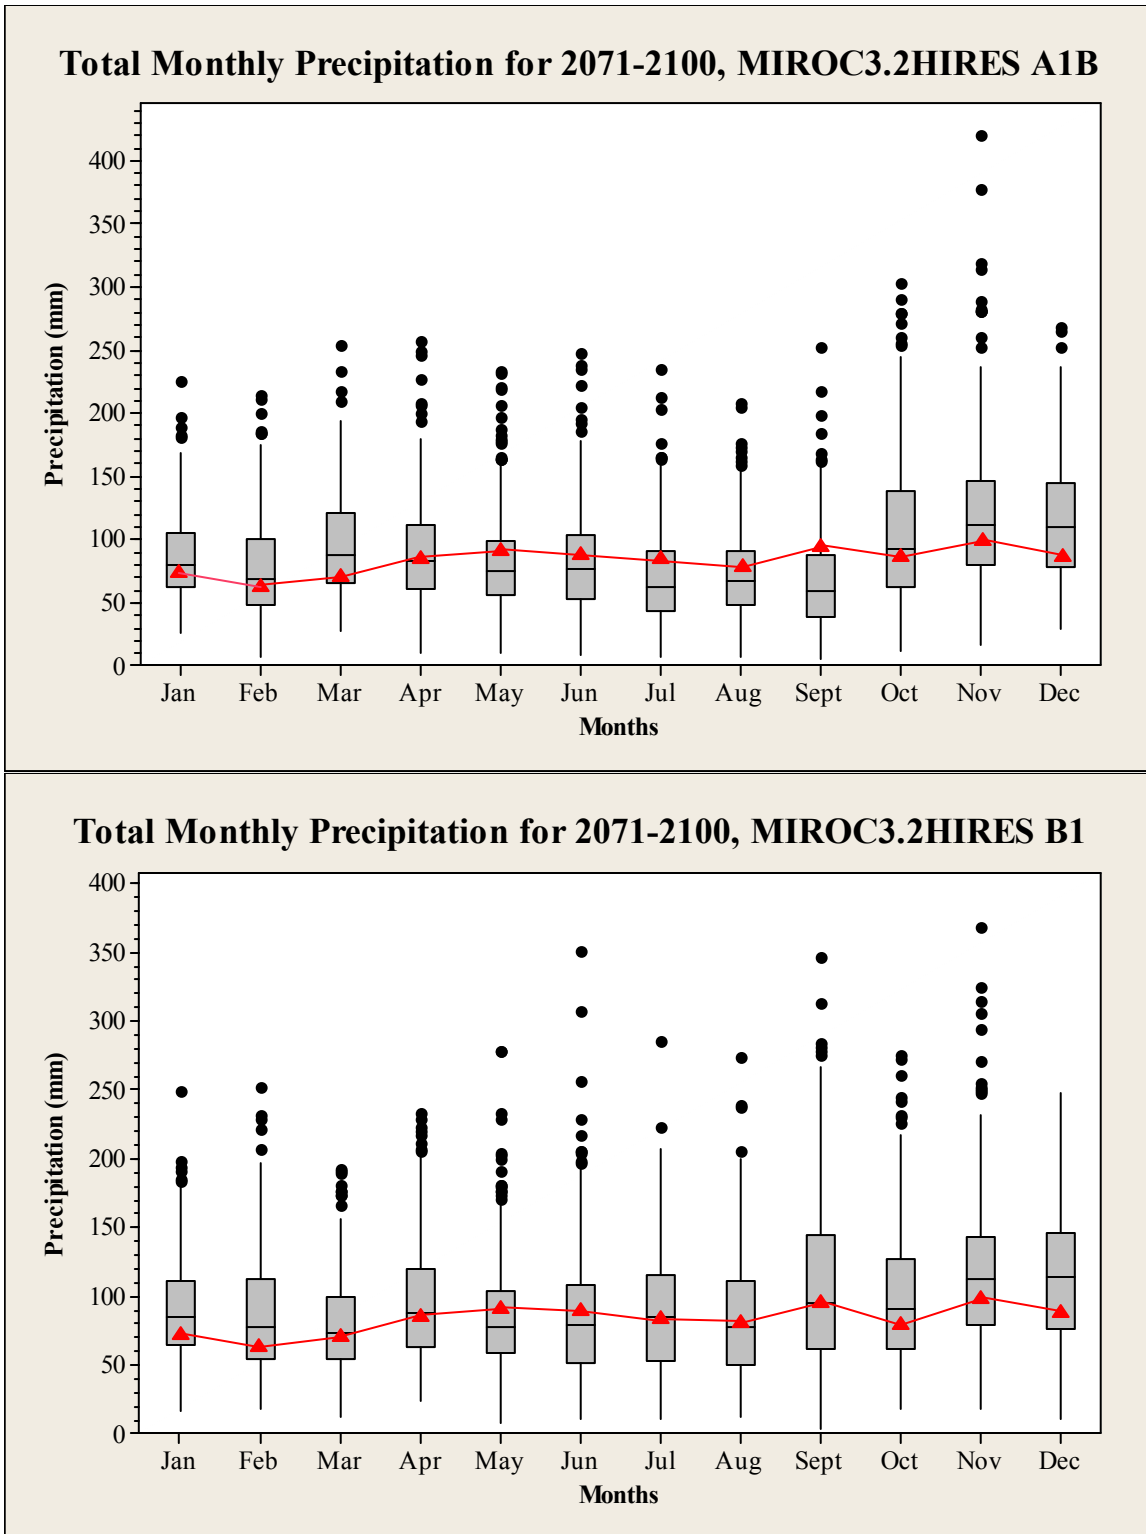 Total Monthly Precipitation for 2071-2100, MIROC3.2HIRES A1B
400
350
300
250
200
150
100
50
0
Precipitation (mm)
Jan Feb Mar Apr May Jun Jul Aug Sept Oct Nov Dec
Months
Total Monthly Precipitation for 2071-2100, MIROC3.2HIRES B1
400
350
300
250
200
150
100
50
0
Precipitation (mm)
Jan Feb Mar Apr May Jun Jul Aug Sept Oct Nov Dec
Months